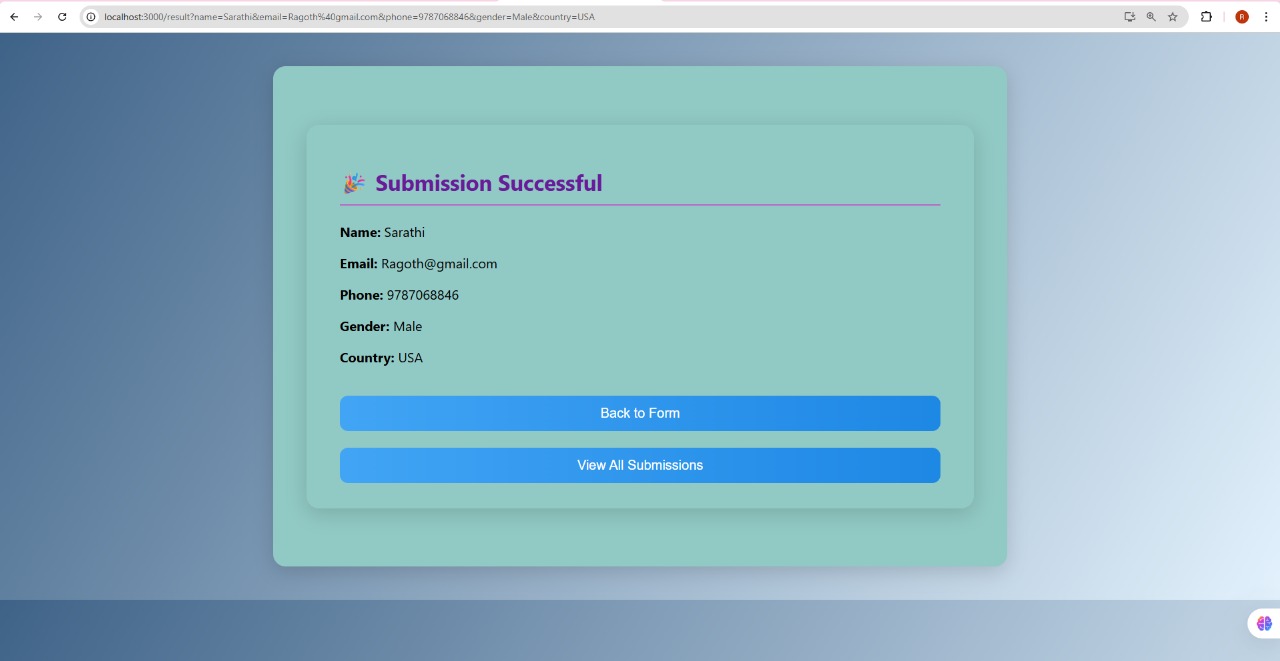 localhost:3000/result?name=Sarathi&email=Ragoth%40gmail.com&phone=9787068846&gender=Male&country=USA
R
Submission Successful
Name: Sarathi
Email: Ragoth@gmail.com
Phone: 9787068846
Gender: Male
Country: USA
Back to Form
View All Submissions